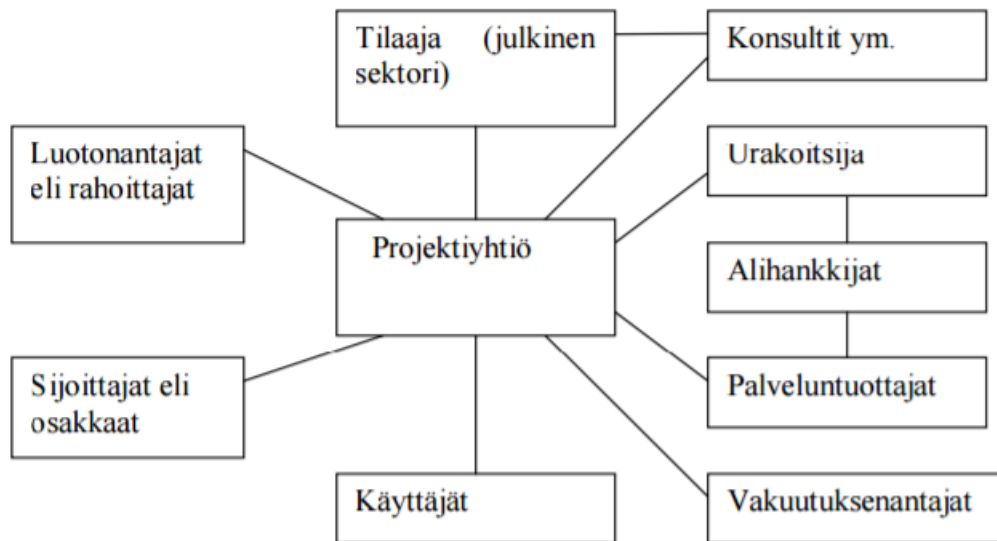 Tilaaja (julkinen
sektori)
Konsultit ym.
Luotonantajat
eli rahoittajat
Urakoitsija
Projektiyhtiö
Alihankkijat
Sijoittajat eli
osakkaat
Palveluntuottajat
Käyttäjät
Vakuutuksenantajat